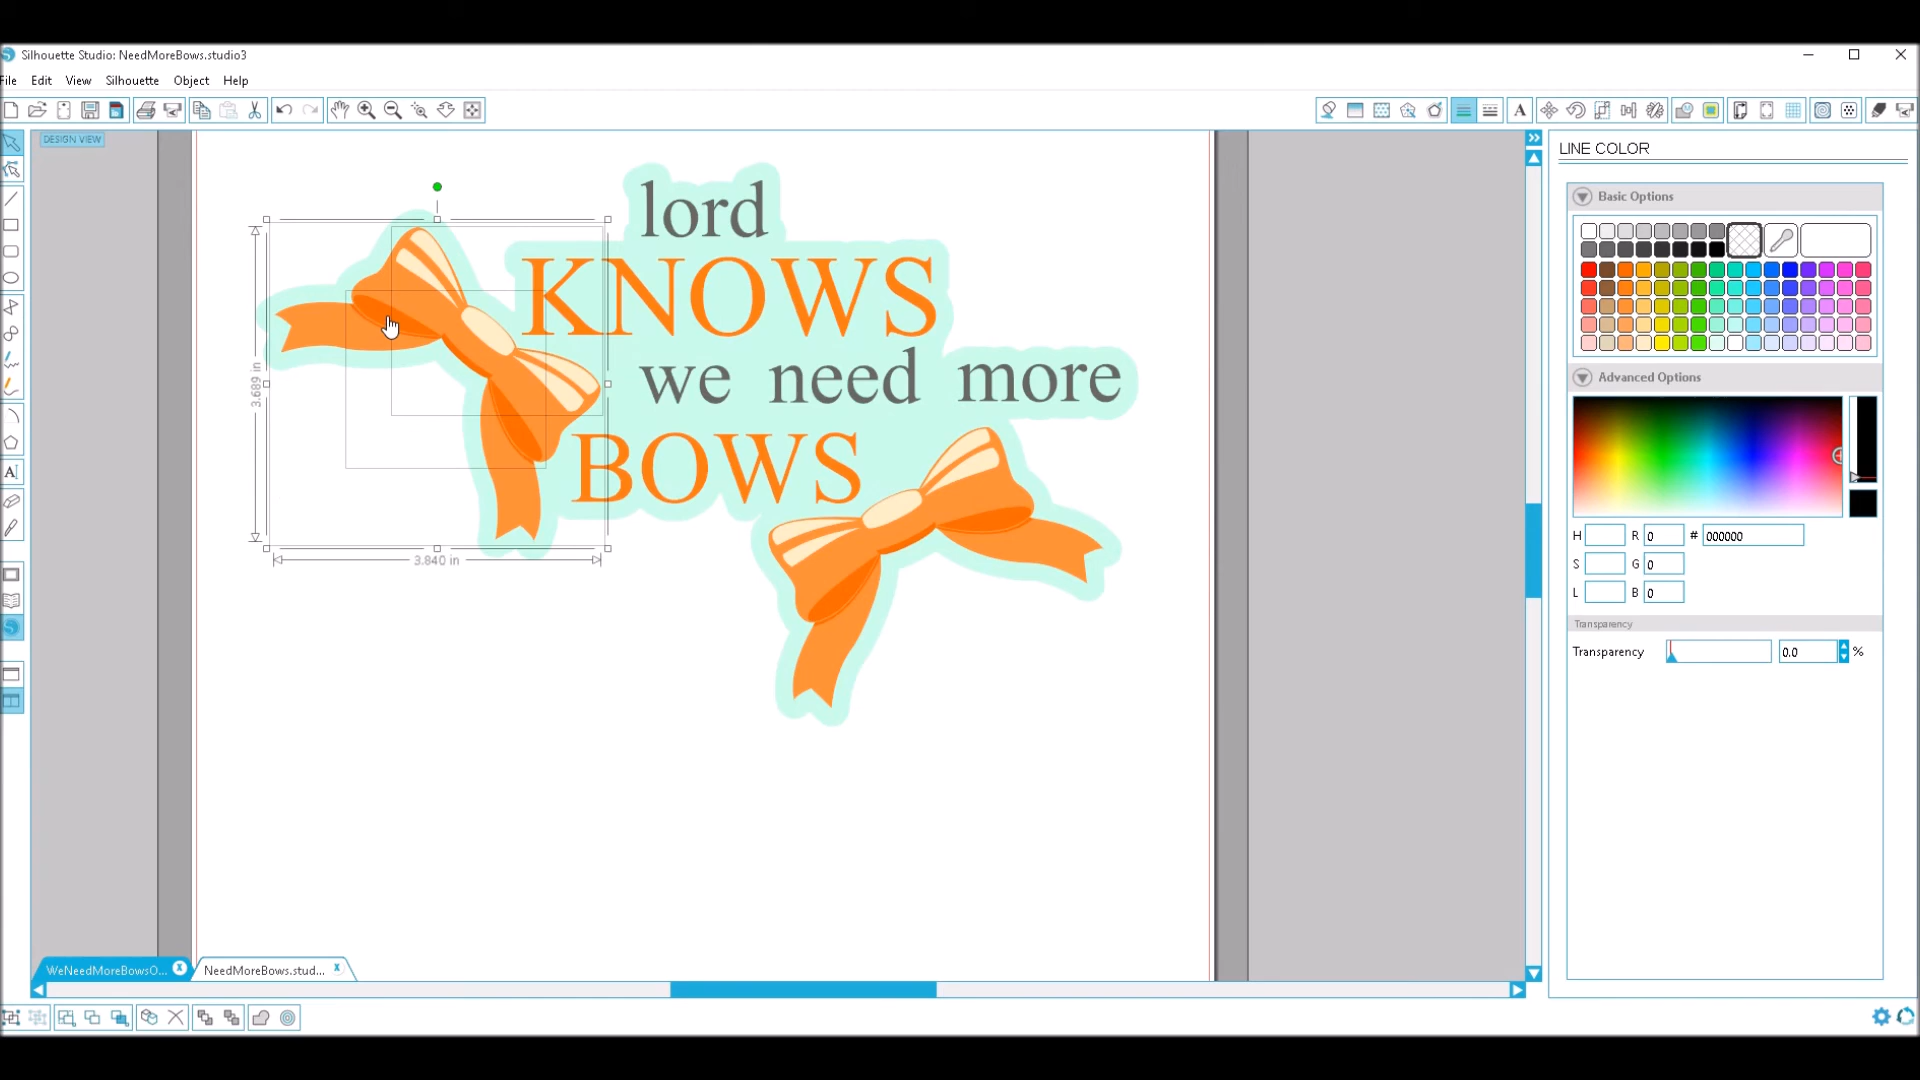 Silhouette Studio: NeedMoreBows.studio3
File Edit View Silhouette Object Help
DESIGN VIEW
lord
KNOWS
we need more
BOWS
3.689 in
3.840 in
LINE COLOR
Basic Options
Advanced Options
H R 0 # 000000
S G 0
L B 0
Transparency
Transparency 0.0 %
WeNeedMoreBowsO... x NeedMoreBows.stud... x